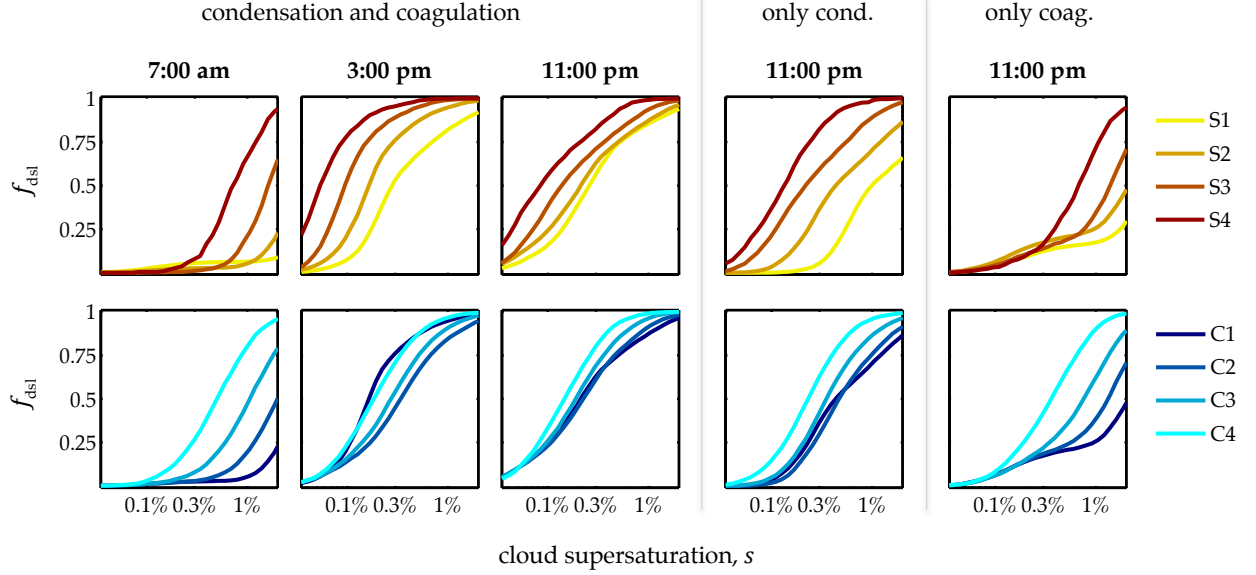 condensation and coagulation only cond. only coag.
7:00 am 3:00 pm 11:00 pm 11:00 pm 11:00 pm
1
0.75
0.5
0.25
f_dsl
S1
S2
S3
S4
1
0.75
0.5
0.25
f_dsl
C1
C2
C3
C4
0.1% 0.3% 1% 0.1% 0.3% 1% 0.1% 0.3% 1% 0.1% 0.3% 1% 0.1% 0.3% 1%
cloud supersaturation, s